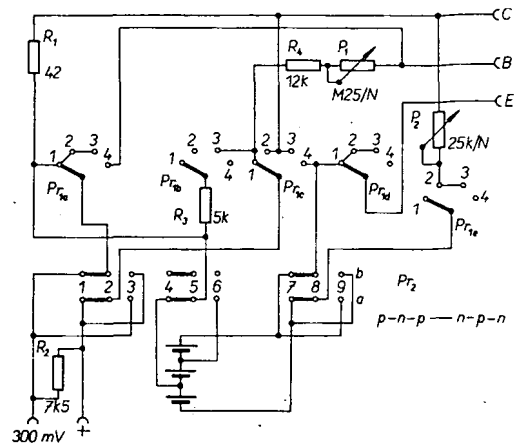 C
R₁
42
R₄
12k
P₁
M25/N
B
E
P₂
25k/N
1 2 3 4
Pr₁ₐ
1 2 3 4
Pr₁b
R₃
5k
1 2 3 4
Pr₁c
1 2 3 4
Pr₁d
1 2 3 4
Pr₁e
1 2 3 4 5 6 7 8 9
b
a
Pr₂
p-n-p — n-p-n
R₂
7k5
300 mV
+